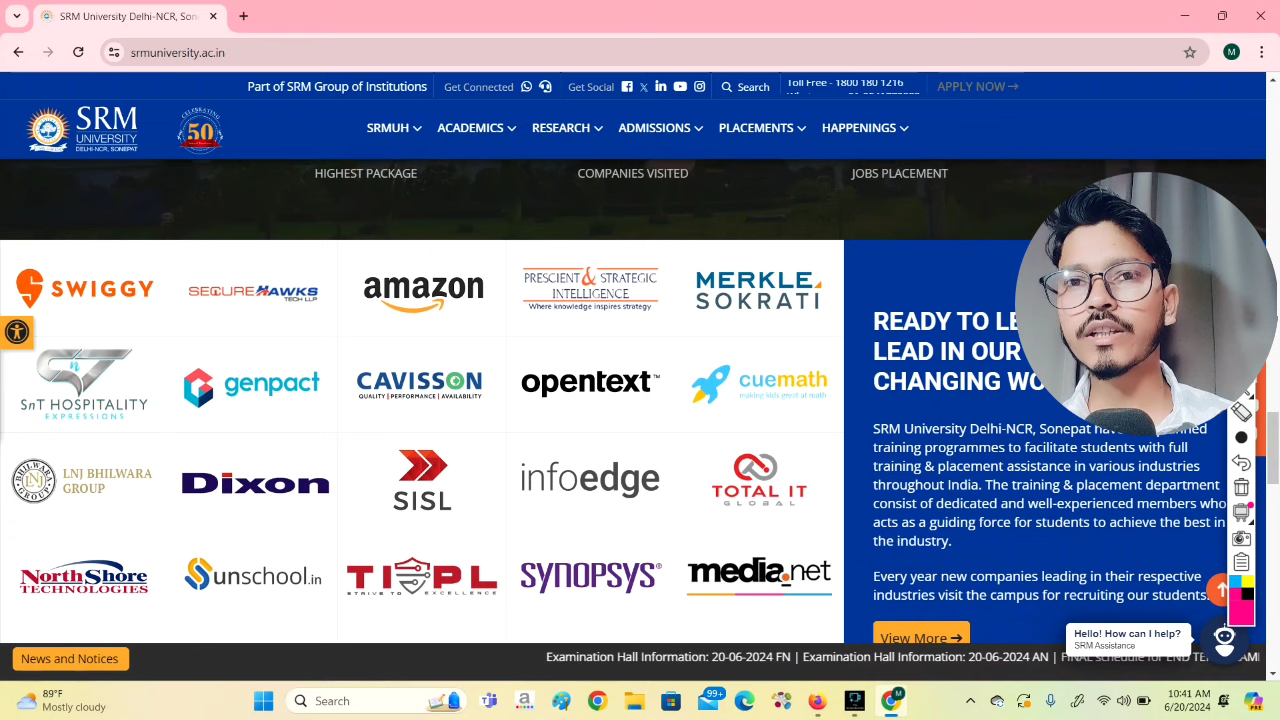 SRM University Delhi-NCR, Son
srmuniversity.ac.in
M
Part of SRM Group of Institutions
Get Connected
Get Social
Search
Toll Free - 1800 180 1216
APPLY NOW →
SRM
UNIVERSITY
DELHI-NCR, SONEPAT
CELEBRATING
50
SRMUH
ACADEMICS
RESEARCH
ADMISSIONS
PLACEMENTS
HAPPENINGS
HIGHEST PACKAGE
COMPANIES VISITED
JOBS PLACEMENT
SWIGGY
SECURE HAWKS
TECH LLP
amazon
PRESCIENT & STRATEGIC
INTELLIGENCE
Where knowledge inspires strategy
MERKLE
SOKRATI
SnT HOSPITALITY
EXPRESSIONS
genpact
CAVISSON
QUALITY | PERFORMANCE | AVAILABILITY
opentext™
cuemath
making kids great at math
BHILWARA
GROUP
LNJ BHILWARA
GROUP
Dixon
SISL
infoedge
TOTAL IT
GLOBAL
NorthShore
TECHNOLOGIES
Sunschool.in
TIPL
STRIVE TO EXCELLENCE
SYNOPSYS®
media.net
READY TO
LEAD IN OUR
CHANGING
SRM University Delhi-NCR, Sonepat
training programmes to facilitate students with full
training & placement assistance in various industries
throughout India. The training & placement department
consist of dedicated and well-experienced members who
acts as a guiding force for students to achieve the best in
the industry.
Every year new companies leading in their respective
industries visit the campus for recruiting our students.
View More →
Hello! How can I help?
SRM Assistance
News and Notices
Examination Hall Information: 20-06-2024 FN | Examination Hall Information: 20-06-2024 AN | FINAL Schedule for END
89°F
Mostly cloudy
Search
99+
M
10:41 AM
6/20/2024